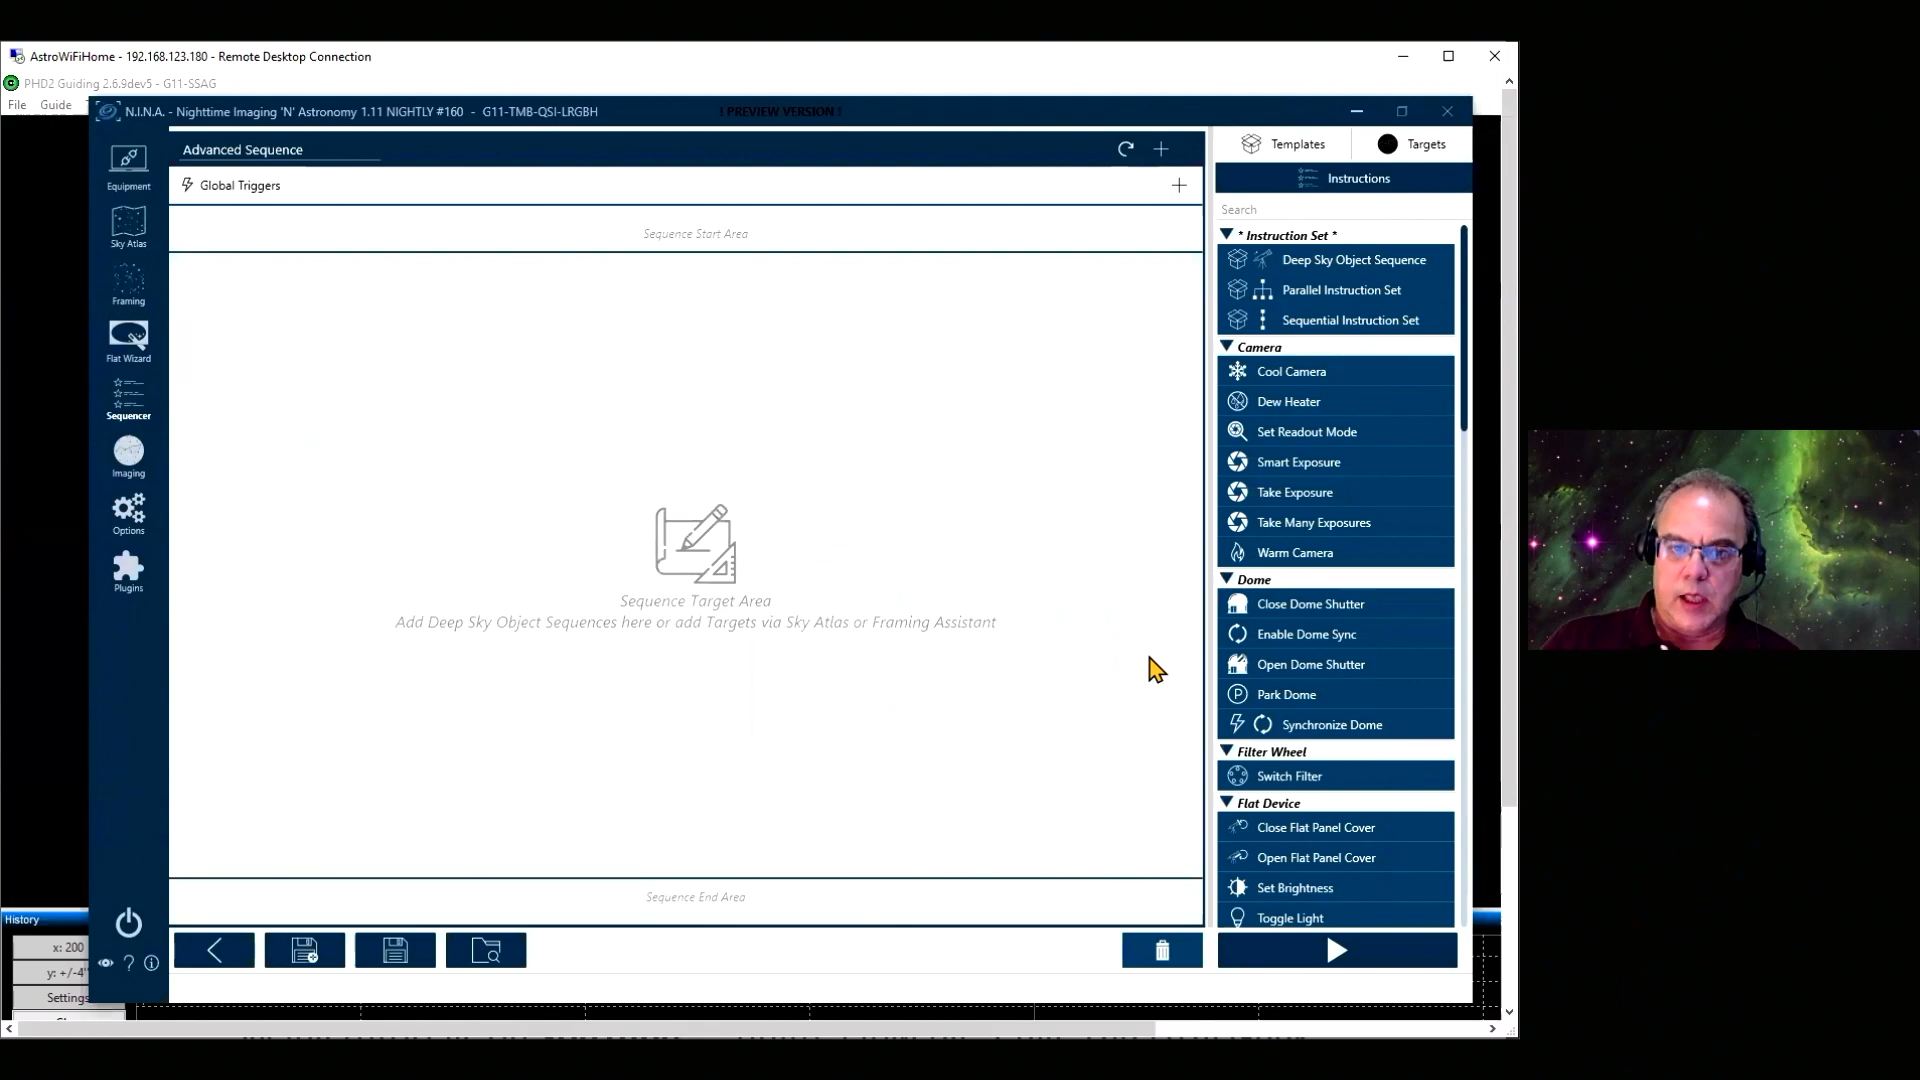 AstroWiFiHome - 192.168.123.180 - Remote Desktop Connection
PHD2 Guiding 2.6.9dev5 - G11-SSAG
File Guide
N.I.N.A. - Nighttime Imaging 'N' Astronomy 1.11 NIGHTLY #160 - G11-TMB-QSI-LRGBH
! PREVIEW VERSION !
Equipment
Sky Atlas
Framing
Flat Wizard
Sequencer
Imaging
Options
Plugins
Advanced Sequence
Global Triggers
Sequence Start Area
Sequence Target Area
Add Deep Sky Object Sequences here or add Targets via Sky Atlas or Framing Assistant
Sequence End Area
Templates
Targets
Instructions
Search
* Instruction Set *
Deep Sky Object Sequence
Parallel Instruction Set
Sequential Instruction Set
Camera
Cool Camera
Dew Heater
Set Readout Mode
Smart Exposure
Take Exposure
Take Many Exposures
Warm Camera
Dome
Close Dome Shutter
Enable Dome Sync
Open Dome Shutter
Park Dome
Synchronize Dome
Filter Wheel
Switch Filter
Flat Device
Close Flat Panel Cover
Open Flat Panel Cover
Set Brightness
Toggle Light
History
x: 200
y: +/-4"
Settings